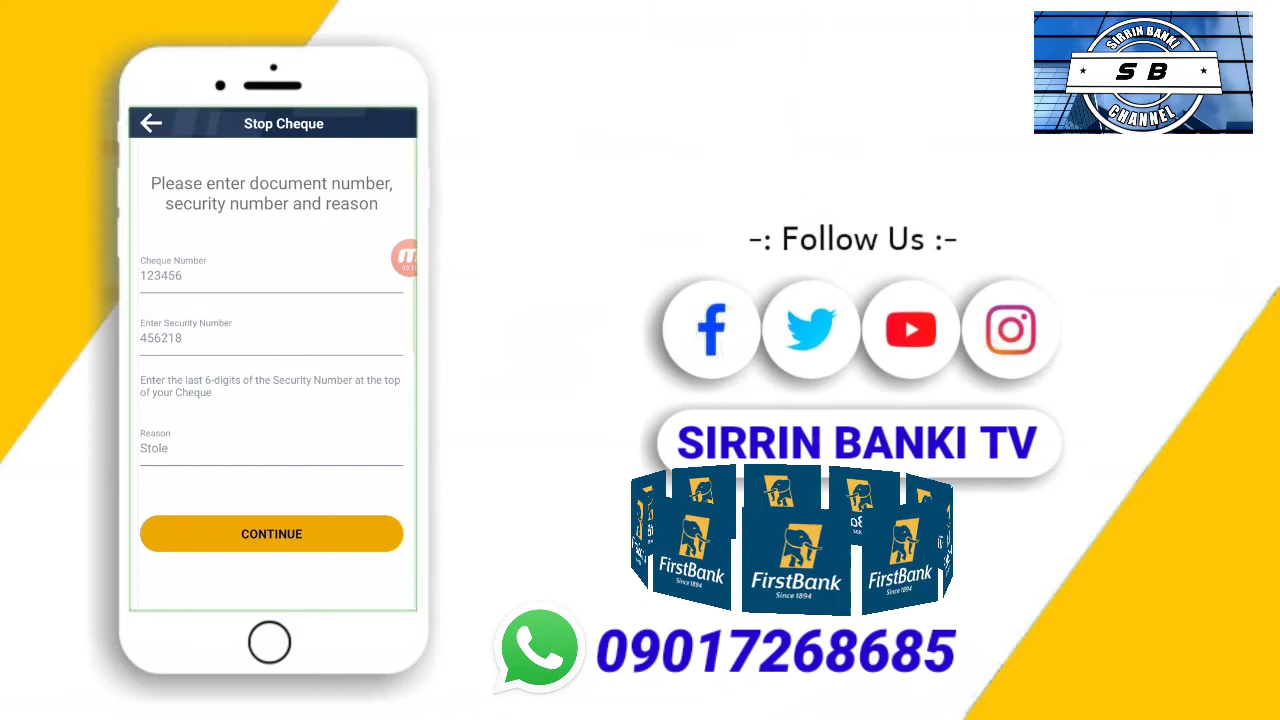 Stop Cheque
Please enter document number,
security number and reason
Cheque Number
123456
Enter Security Number
456218
Enter the last 6-digits of the Security Number at the top
of your Cheque
Reason
Stole
CONTINUE
SIRRIN BANKI
S B
CHANNEL
-: Follow Us :-
SIRRIN BANKI TV
FirstBank
Since 1894
FirstBank
Since 1894
FirstBank
Since 1894
09017268685